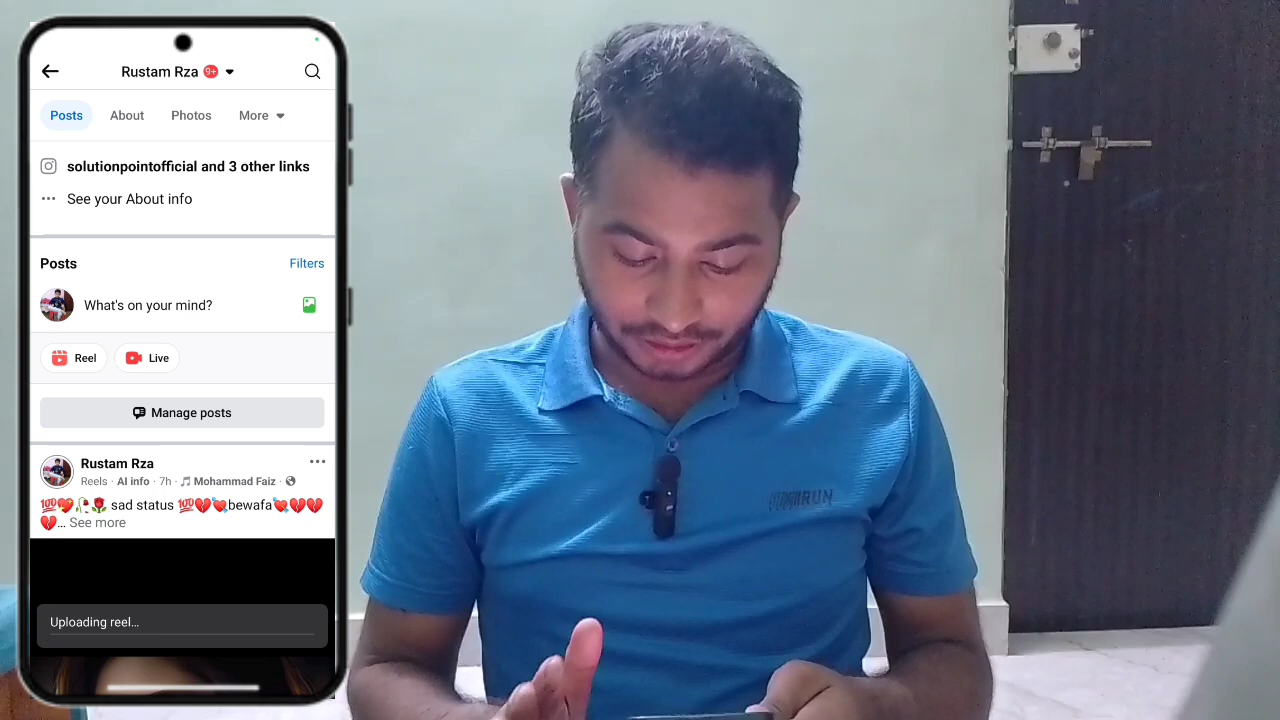 Rustam Rza 9+
Posts About Photos More
solutionpointofficial and 3 other links
See your About info
Posts Filters
What's on your mind?
Reel Live
Manage posts
Rustam Rza
Reels · AI info · 7h · Mohammad Faiz ·
💯💖🥀🌹 sad status 💯💔💘bewafa💘💔💔
💔... See more
Uploading reel...